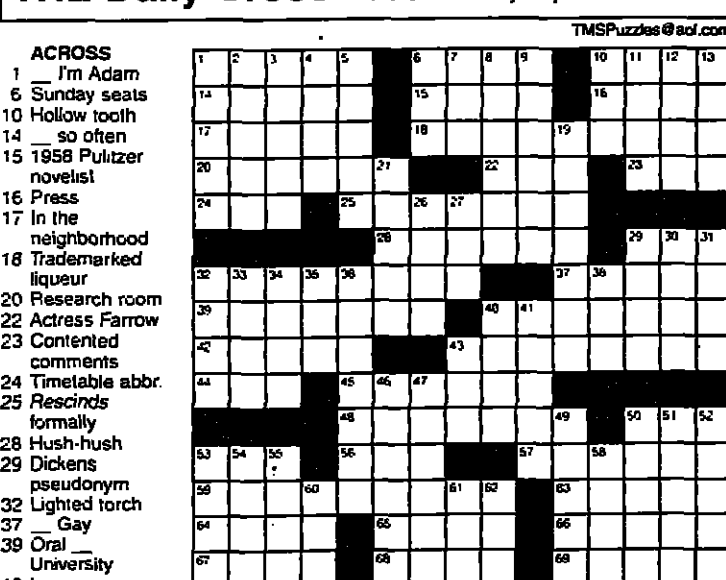 TMSPuzzles@aol.com
ACROSS
1 __ I'm Adam
6 Sunday seats
10 Hollow tooth
14 __ so often
15 1958 Pulitzer
novelist
16 Press
17 In the
neighborhood
18 Trademarked
liqueur
20 Research room
22 Actress Farrow
23 Contented
comments
24 Timetable abbr.
25 Rescinds
formally
28 Hush-hush
29 Dickens
pseudonym
32 Lighted torch
37 __ Gay
39 Oral __
University
1 2 3 4 5 6 7 8 9 10 11 12 13
14 15 16
17 18 19
20 21 22 23
24 25 26 27
28 29 30 31
32 33 34 35 36 37 38
39 40 41
42 43
44 45 46 47
48 49 50 51 52
53 54 55 56 57 58
59 60 61 62 63
64 65 66
67 68 69